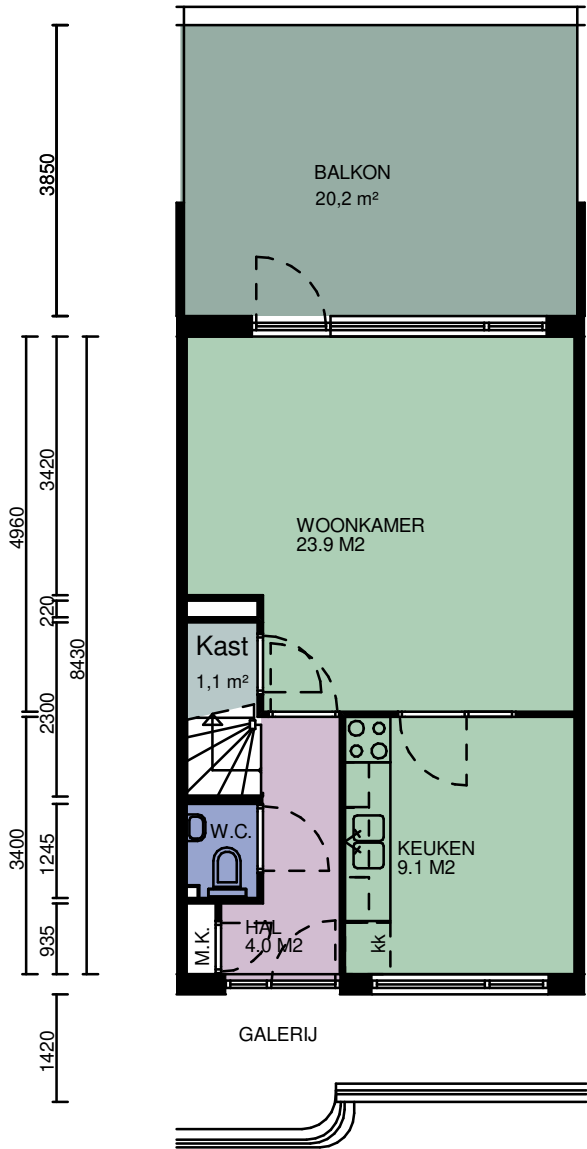 3850
BALKON
20,2 m²
4960
3420
WOONKAMER
23.9 M2
220
8430
Kast
1,1 m²
2300
3400
1245
W.C.
KEUKEN
9.1 M2
935
M.K.
HAL
4.0 M2
kk
1420
GALERIJ